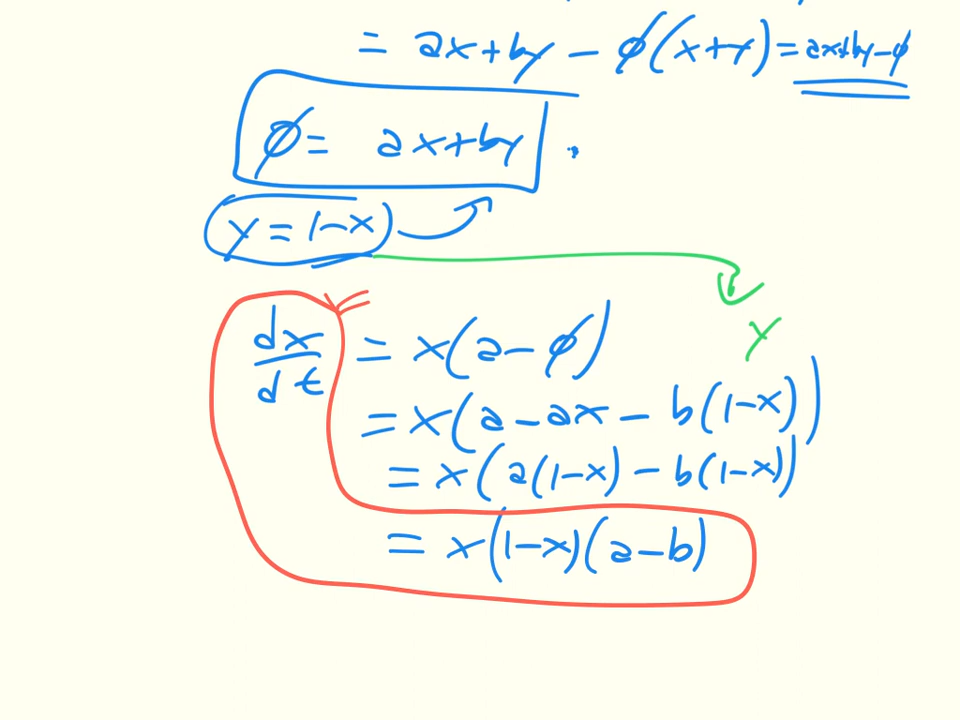 = ax+by − ϕ(x+y) = ax+by−ϕ
ϕ = ax+by .
y = 1−x
y
dx/dt = x(a−ϕ)
= x(a−ax − b(1−x))
= x(a(1−x) − b(1−x))
= x(1−x)(a−b)